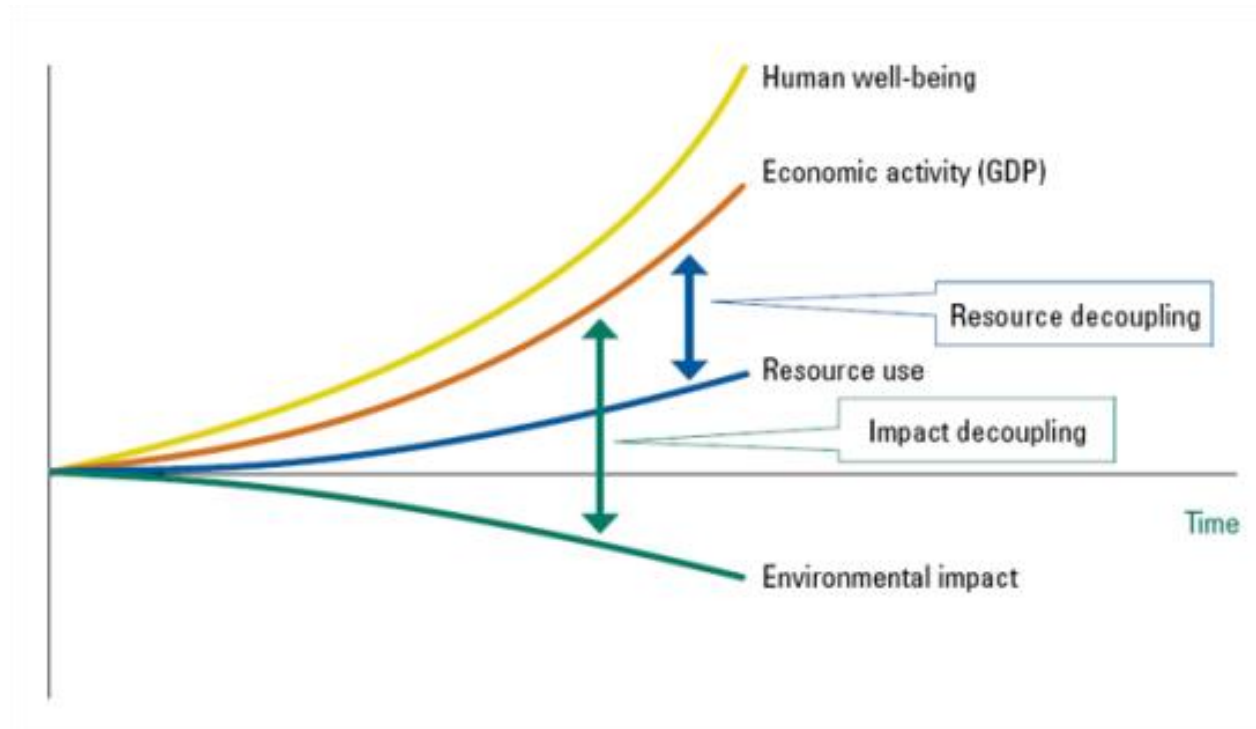 Human well-being
Economic activity (GDP)
Resource decoupling
Resource use
Impact decoupling
Time
Environmental impact